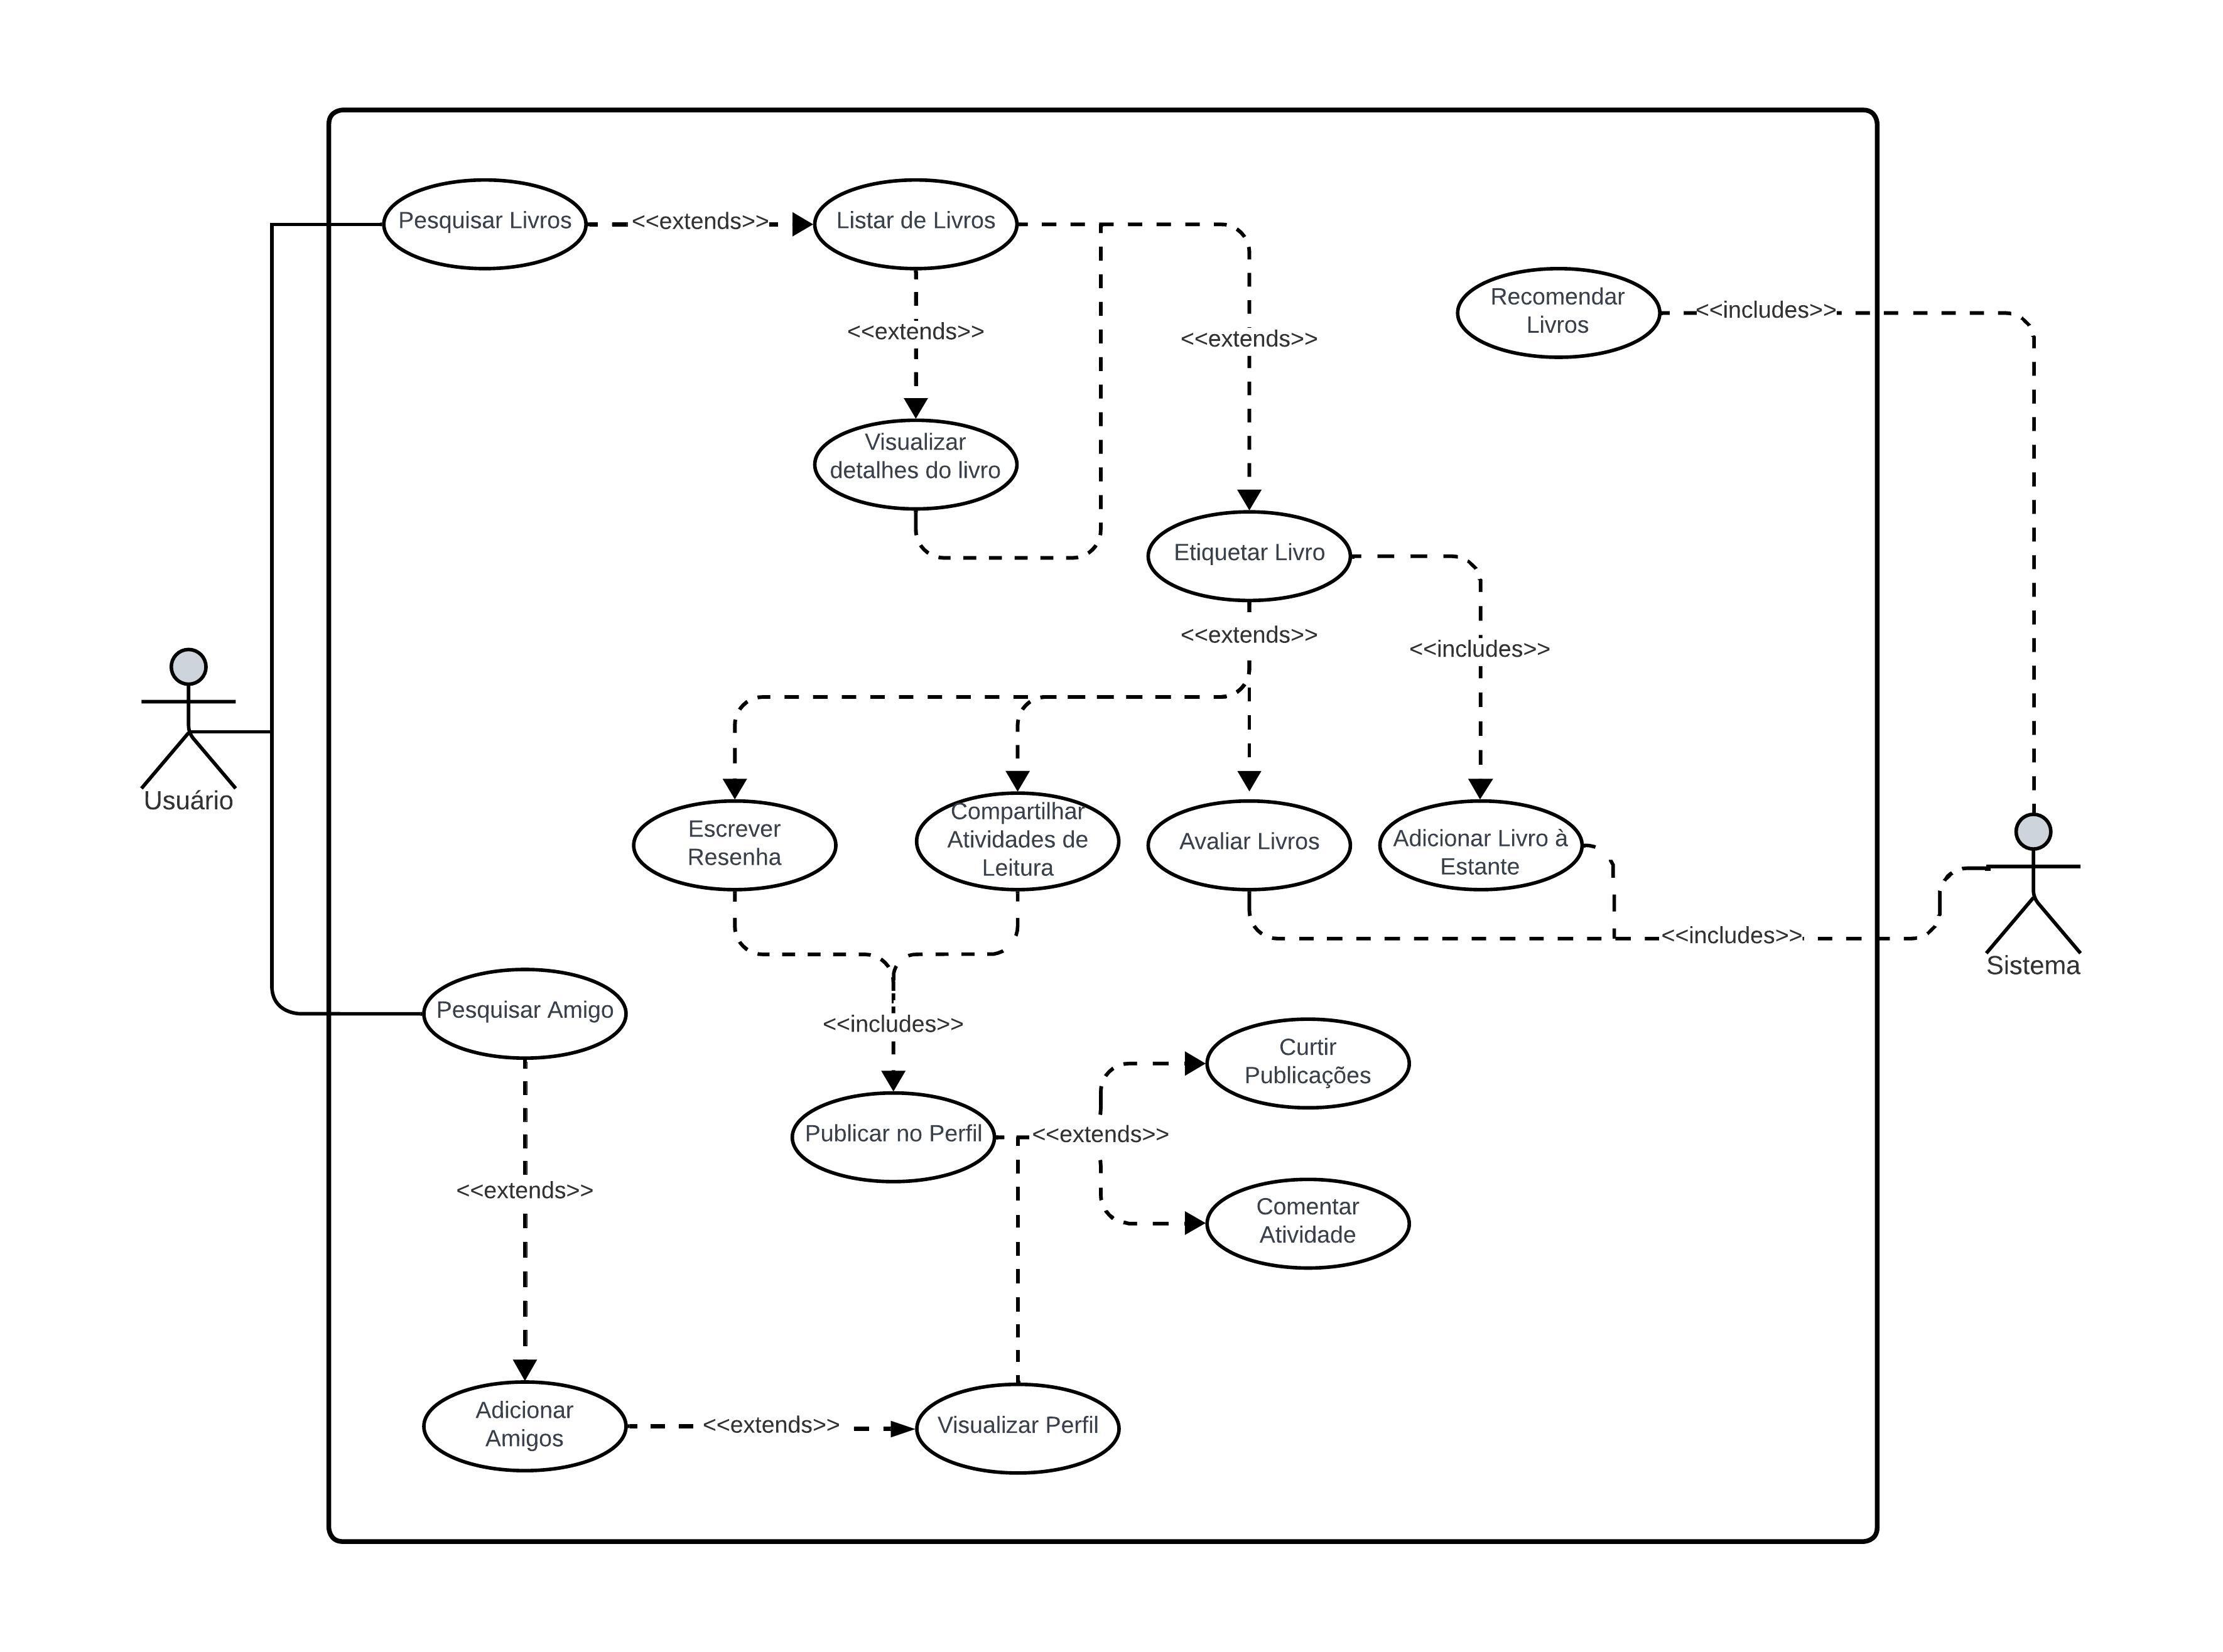 Pesquisar Livros
<<extends>>
Listar de Livros
Recomendar
Livros
<<includes>>
<<extends>>
<<extends>>
Visualizar
detalhes do livro
Etiquetar Livro
<<extends>>
<<includes>>
Usuário
Escrever
Resenha
Compartilhar
Atividades de
Leitura
Avaliar Livros
Adicionar Livro à
Estante
<<includes>>
Sistema
Pesquisar Amigo
<<includes>>
Curtir
Publicações
Publicar no Perfil
<<extends>>
<<extends>>
Comentar
Atividade
Adicionar
Amigos
<<extends>>
Visualizar Perfil